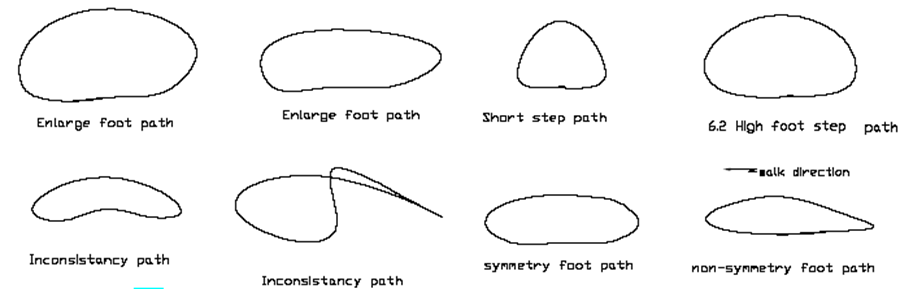 Enlarge foot path
Enlarge foot path
Short step path
6.2 High foot step path
walk direction
Inconsistancy path
Inconsistancy path
symmetry foot path
non-symmetry foot path